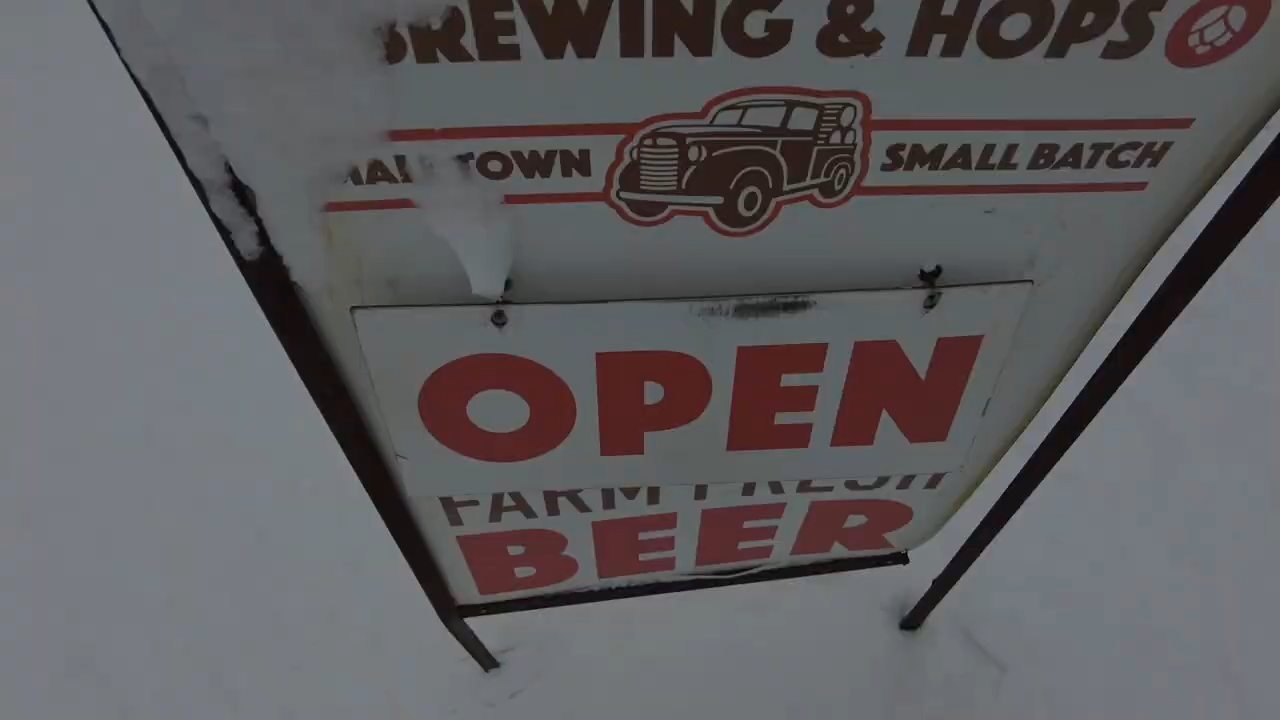 BREWING & HOPS
SMALL TOWN SMALL BATCH
OPEN
FARM FRESH
BEER